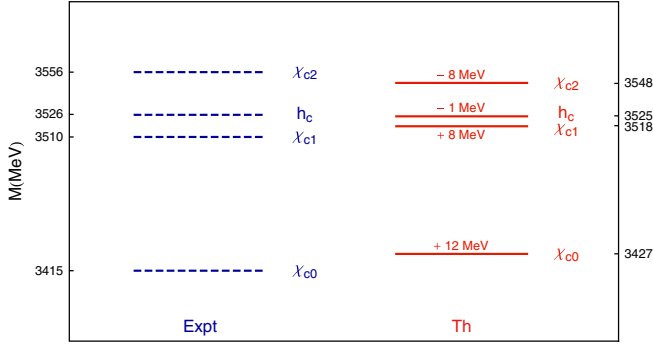 M(MeV)
3556
3526
3510
3415
χc2
hc
χc1
χc0
Expt
− 8 MeV
− 1 MeV
+ 8 MeV
+ 12 MeV
χc2
hc
χc1
χc0
Th
3548
3525
3518
3427